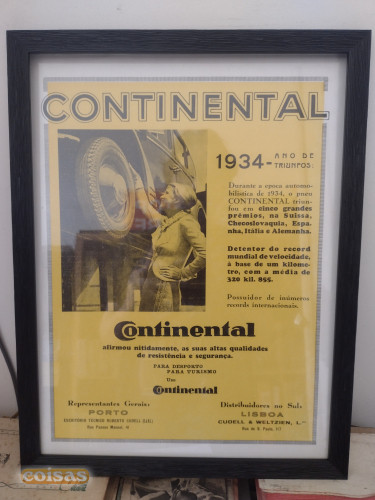 CONTINENTAL
1934-
ANO DE
TRIUNFOS:
Durante a epoca automo-
bilistica de 1934, o pneu
CONTINENTAL triun-
fou em cinco grandes
prémios, na Suissa,
Checoslovaquia, Espa-
nha, Itália e Alemanha.
Detentor do record
mundial de velocidade,
á base de um kilome-
tro, com a média de
320 kil. 855.
Possuidor de inúmeros
records internacionais.
Continental
afirmou nitidamente, as suas altas qualidades
de resistência e segurança.
PARA DESPORTO
PARA TURISMO
Use
Continental
Representantes Gerais:
PORTO
Distribuidores no Sul:
LISBOA
CUDELL & WELTZIEN, L.
coisas